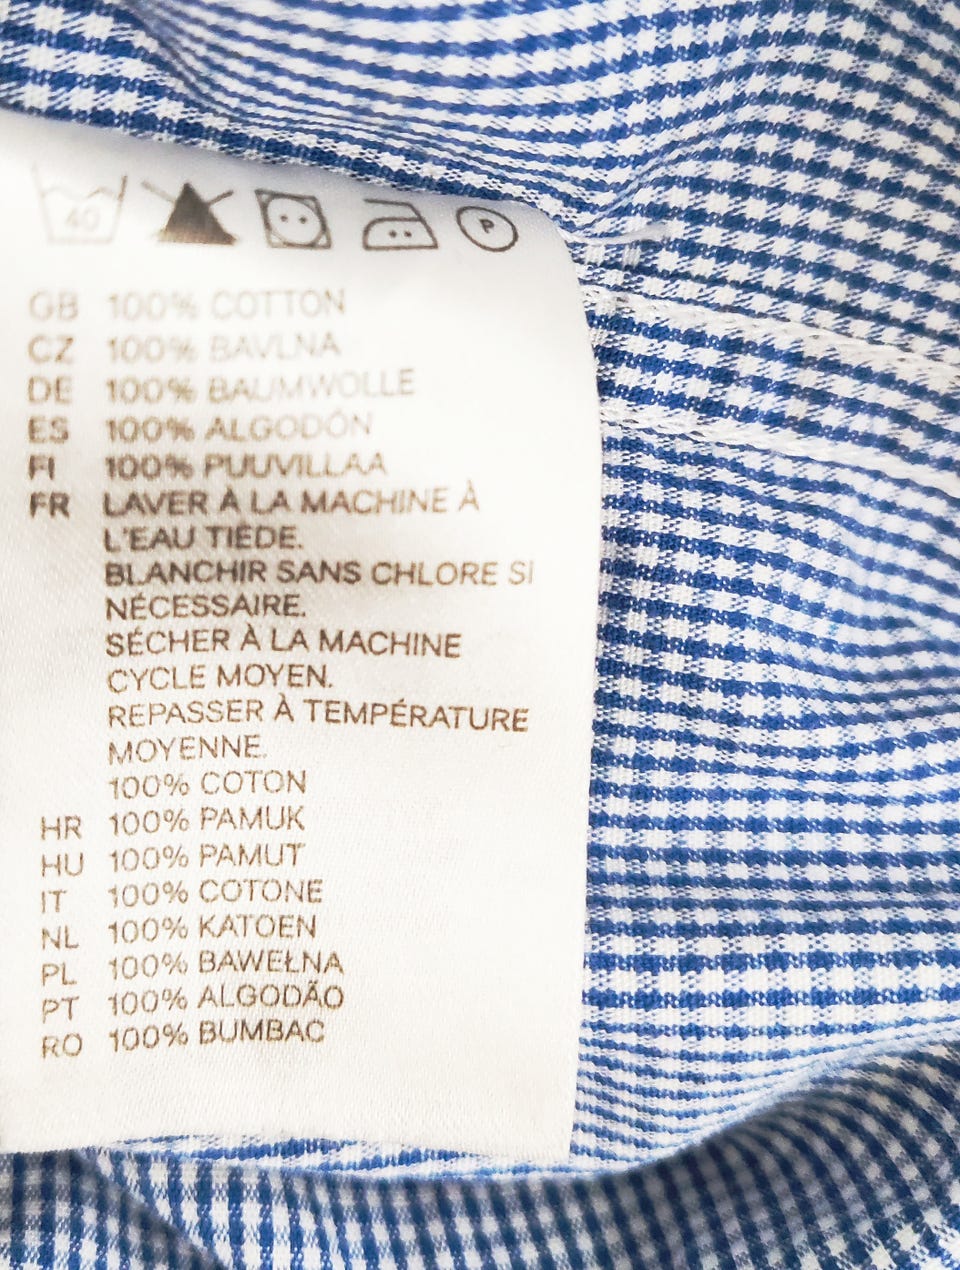 40
P
GB 100% COTTON
CZ 100% BAVLNA
DE 100% BAUMWOLLE
ES 100% ALGODÓN
FI 100% PUUVILLAA
FR LAVER À LA MACHINE À
L'EAU TIÈDE.
BLANCHIR SANS CHLORE SI
NÉCESSAIRE.
SÉCHER À LA MACHINE
CYCLE MOYEN.
REPASSER À TEMPÉRATURE
MOYENNE.
100% COTON
HR 100% PAMUK
HU 100% PAMUT
IT 100% COTONE
NL 100% KATOEN
PL 100% BAWEŁNA
PT 100% ALGODÃO
RO 100% BUMBAC